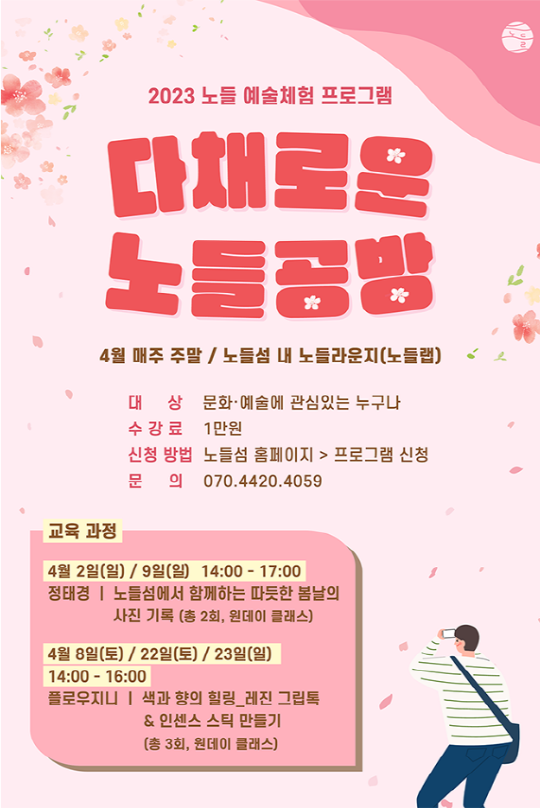 노들
2023 노들 예술체험 프로그램
다채로운
노들공방
4월 매주 주말 / 노들섬 내 노들라운지(노들랩)
대 상 문화·예술에 관심있는 누구나
수 강 료 1만원
신청 방법 노들섬 홈페이지 > 프로그램 신청
문 의 070.4420.4059
교육 과정
4월 2일(일) / 9일(일) 14:00 - 17:00
정태경 ㅣ 노들섬에서 함께하는 따듯한 봄날의
사진 기록 (총 2회, 원데이 클래스)
4월 8일(토) / 22일(토) / 23일(일)
14:00 - 16:00
플로우지니 ㅣ 색과 향의 힐링_레진 그립톡
& 인센스 스틱 만들기
(총 3회, 원데이 클래스)